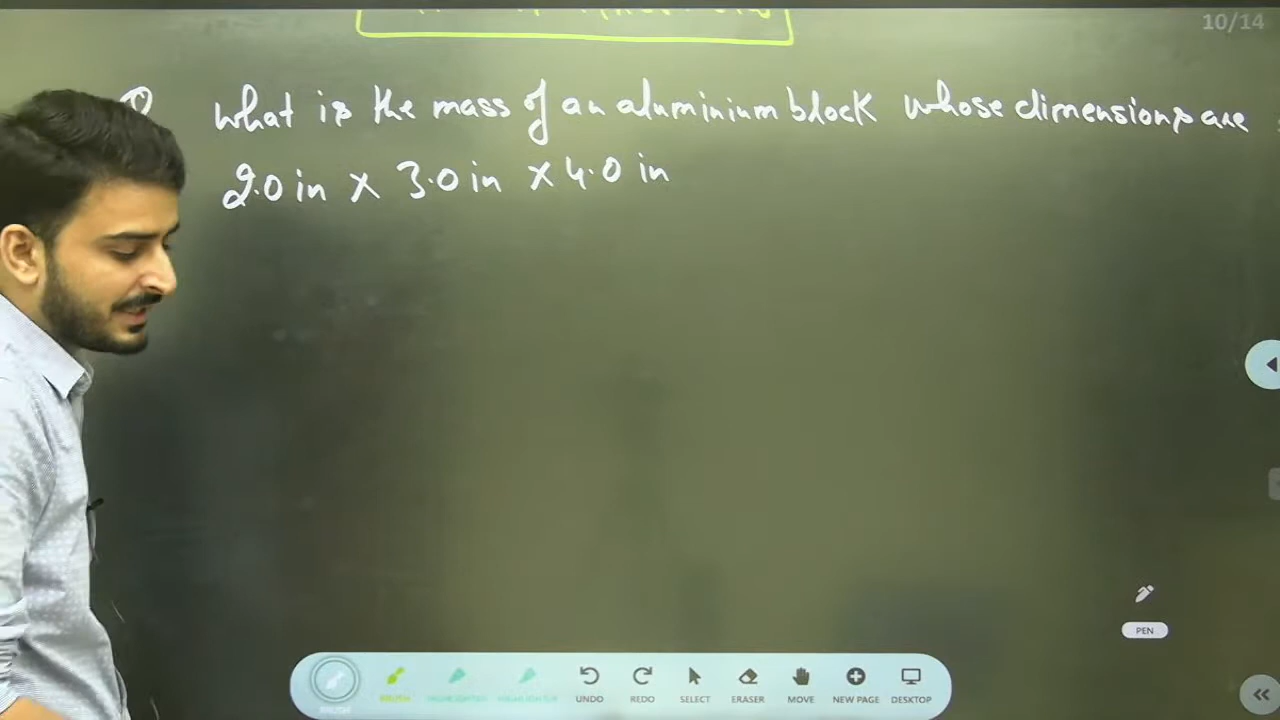 10/14
Q what is the mass of an aluminium block whose dimensions are
2.0 in x 3.0 in x 4.0 in
PEN
UNDO REDO SELECT ERASER MOVE NEW PAGE DESKTOP